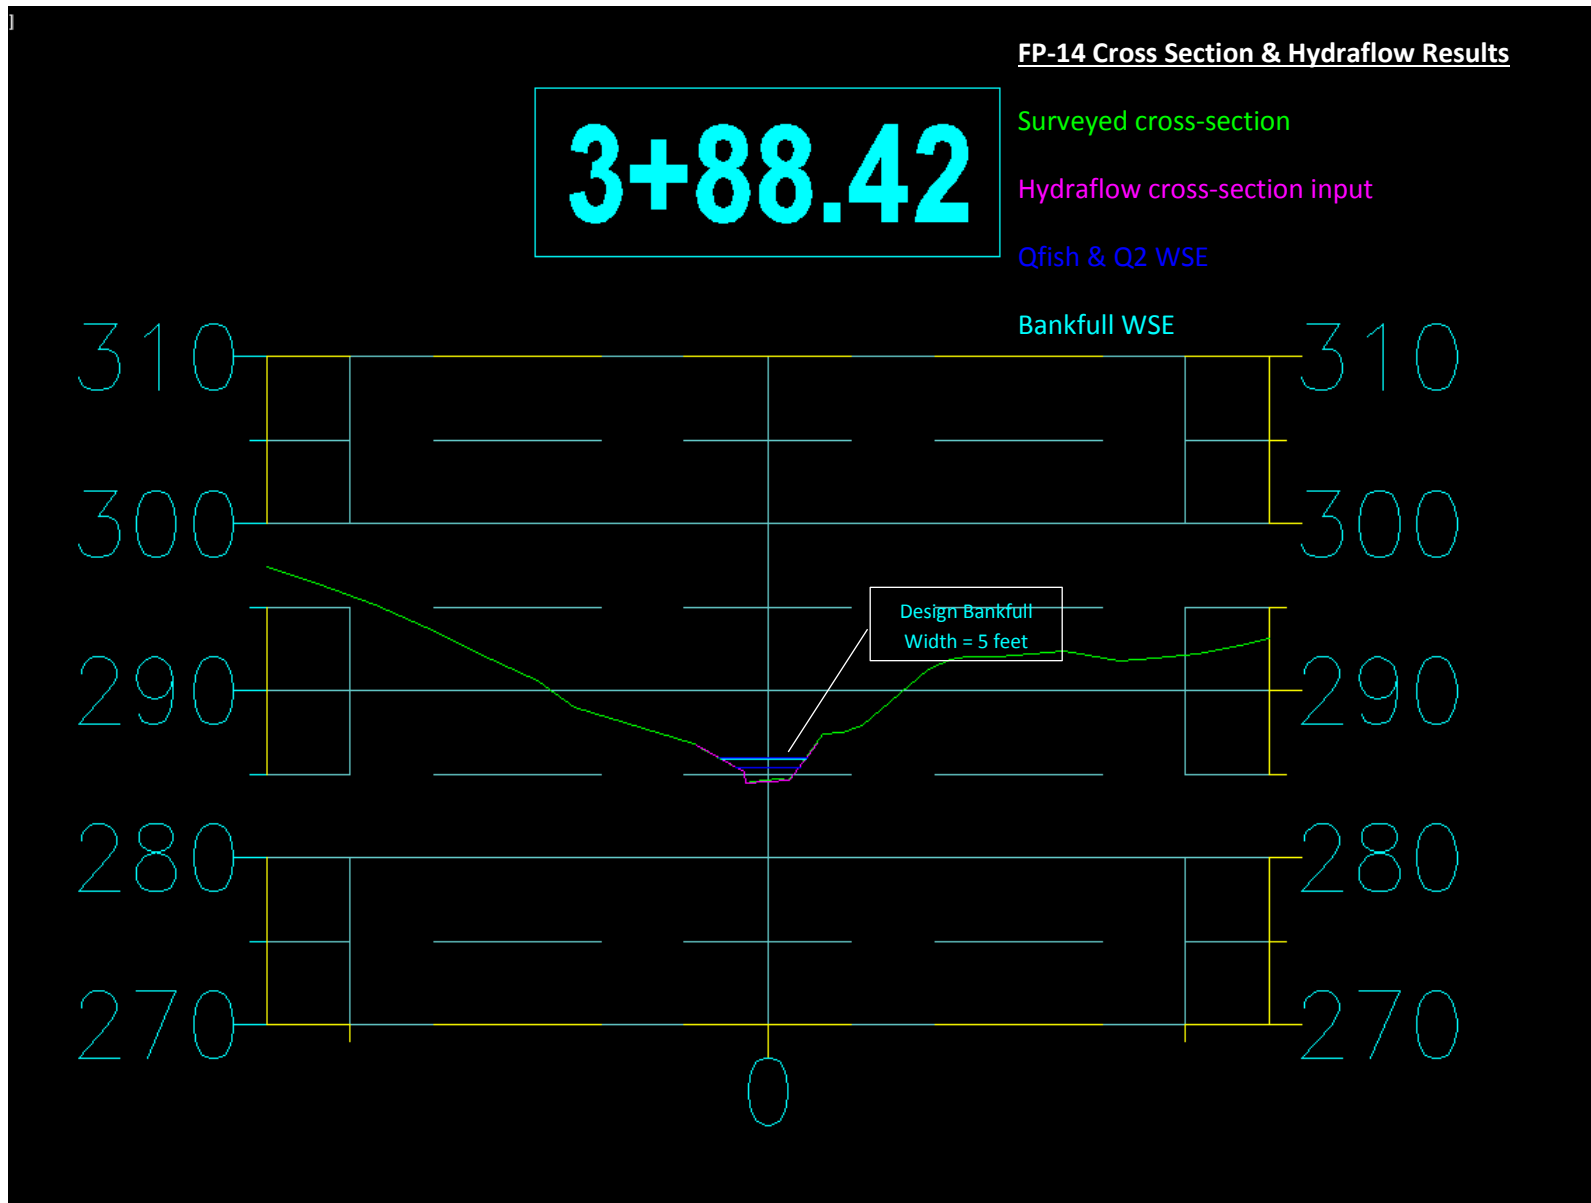 ]
FP-14 Cross Section & Hydraflow Results
3+88.42
Surveyed cross-section
Hydraflow cross-section input
Qfish & Q2 WSE
Bankfull WSE
310 310
300 300
Design Bankfull
Width = 5 feet
290 290
280 280
270 270
0